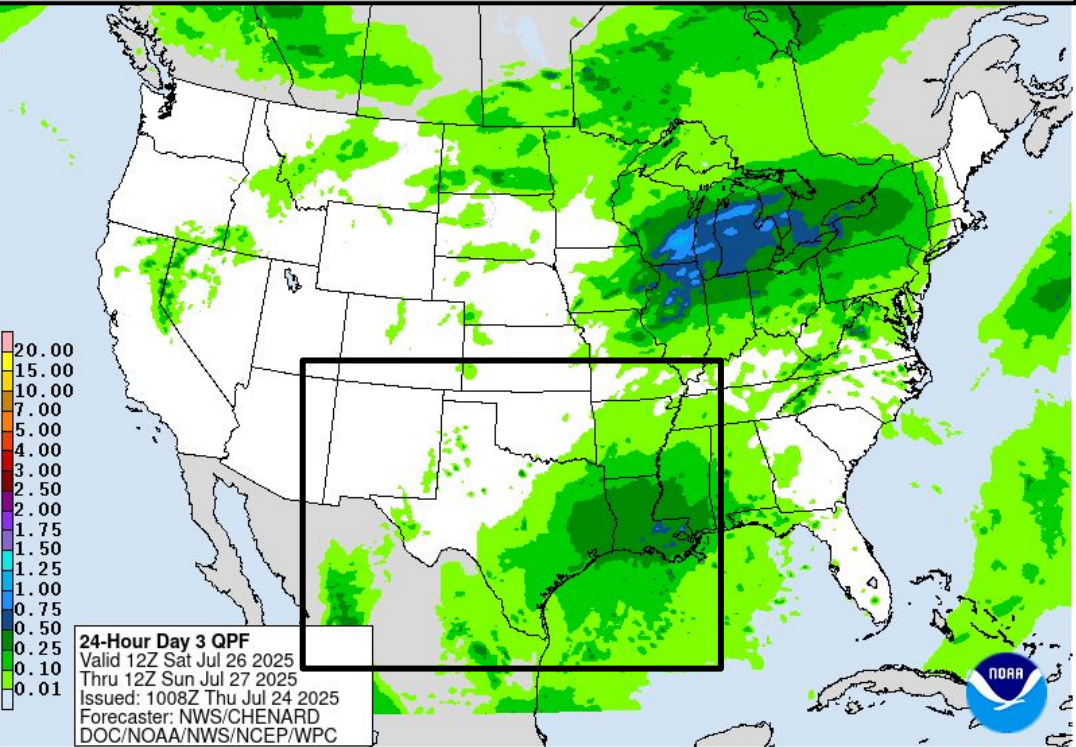 20.00
15.00
10.00
7.00
5.00
4.00
3.00
2.50
2.00
1.75
1.50
1.25
1.00
0.75
0.50
0.25
0.10
0.01
24-Hour Day 3 QPF
Valid 12Z Sat Jul 26 2025
Thru 12Z Sun Jul 27 2025
Issued: 1008Z Thu Jul 24 2025
Forecaster: NWS/CHENARD
DOC/NOAA/NWS/NCEP/WPC
NOAA